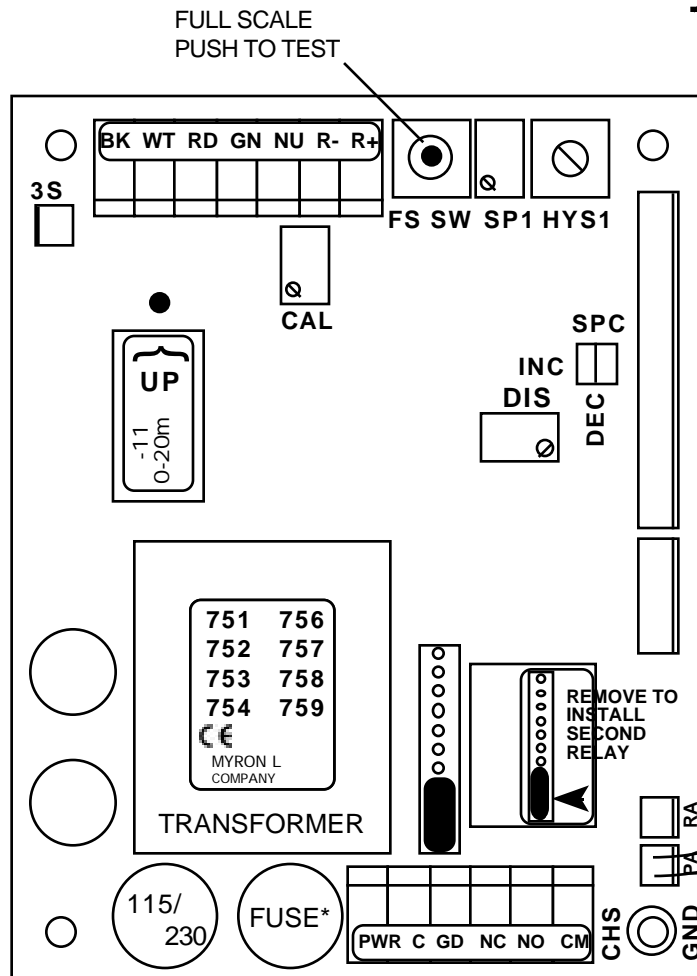 FULL SCALE
PUSH TO TEST
BK WT RD GN NU R- R+
3S
FS SW SP1 HYS1
CAL
SPC
INC
DIS
DEC
UP
-11
0-20m
751 756
752 757
753 758
754 759
CE
MYRON L
COMPANY
TRANSFORMER
REMOVE TO
INSTALL
SECOND
RELAY
RA
PA
115/
230
FUSE*
PWR C GD NC NO CM
CHS
GND